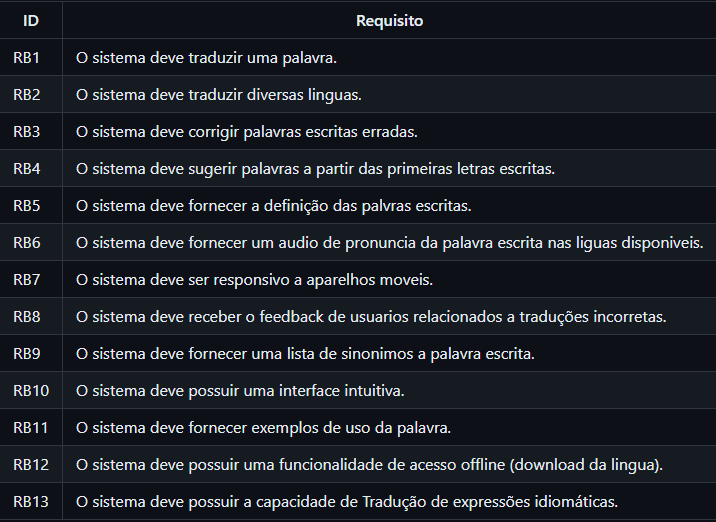 ID Requisito
RB1 O sistema deve traduzir uma palavra.
RB2 O sistema deve traduzir diversas linguas.
RB3 O sistema deve corrigir palavras escritas erradas.
RB4 O sistema deve sugerir palavras a partir das primeiras letras escritas.
RB5 O sistema deve fornecer a definição das palvras escritas.
RB6 O sistema deve fornecer um audio de pronuncia da palavra escrita nas liguas disponiveis.
RB7 O sistema deve ser responsivo a aparelhos moveis.
RB8 O sistema deve receber o feedback de usuarios relacionados a traduções incorretas.
RB9 O sistema deve fornecer uma lista de sinonimos a palavra escrita.
RB10 O sistema deve possuir uma interface intuitiva.
RB11 O sistema deve fornecer exemplos de uso da palavra.
RB12 O sistema deve possuir uma funcionalidade de acesso offline (download da lingua).
RB13 O sistema deve possuir a capacidade de Tradução de expressões idiomáticas.